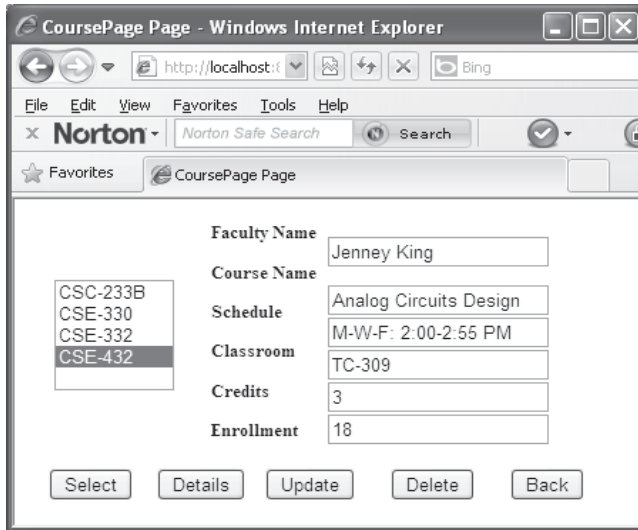 CoursePage Page - Windows Internet Explorer
http://localhost:8
Bing
File Edit View Favorites Tools Help
x Norton Norton Safe Search Search
Favorites CoursePage Page
Faculty Name
Jenney King
Course Name
Analog Circuits Design
Schedule
M-W-F: 2:00-2:55 PM
Classroom
TC-309
Credits
3
Enrollment
18
CSC-233B
CSE-330
CSE-332
CSE-432
Select Details Update Delete Back